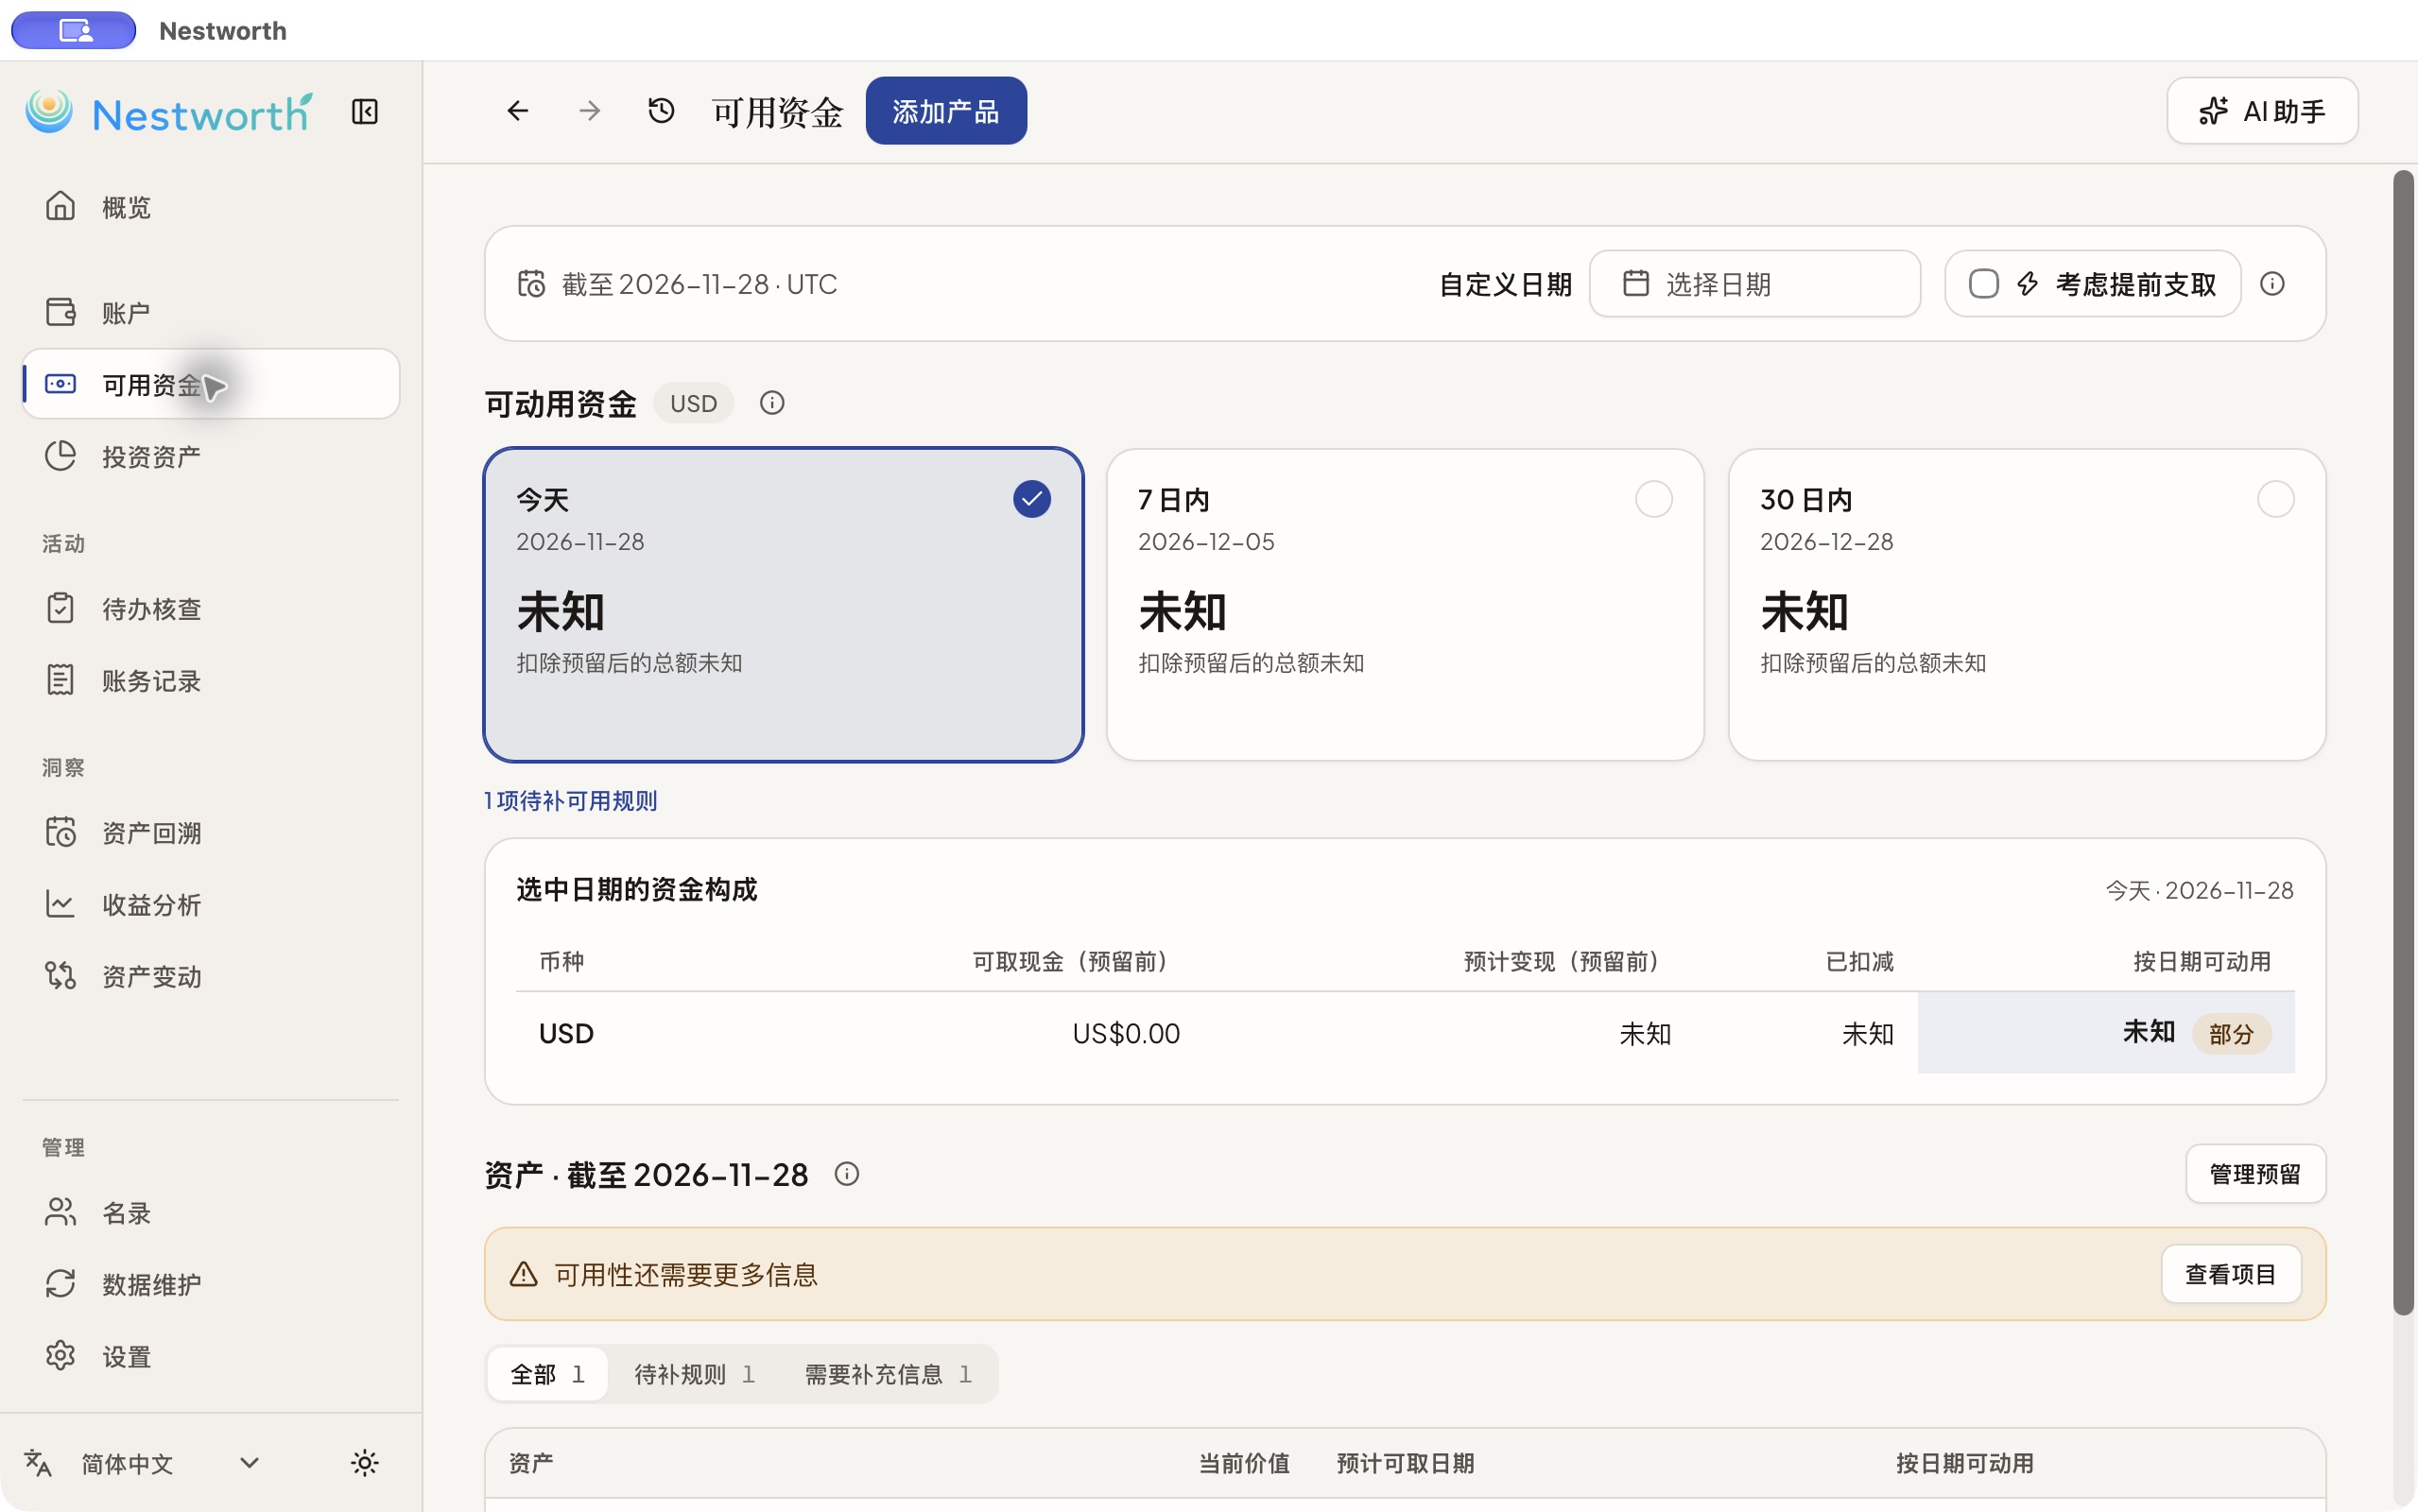 Nestworth
Nestworth
可用资金
添加产品
AI 助手
概览
账户
可用资金
投资资产
活动
待办核查
账务记录
洞察
资产回溯
收益分析
资产变动
管理
名录
数据维护
设置
简体中文
截至 2026-11-28 · UTC
自定义日期
选择日期
考虑提前支取
可动用资金 USD
今天
2026-11-28
未知
扣除预留后的总额未知
7 日内
2026-12-05
未知
扣除预留后的总额未知
30 日内
2026-12-28
未知
扣除预留后的总额未知
1 项待补可用规则
选中日期的资金构成
今天 · 2026-11-28
币种 可取现金（预留前） 预计变现（预留前） 已扣减 按日期可动用
USD US$0.00 未知 未知 未知 部分
资产 · 截至 2026-11-28
管理预留
可用性还需要更多信息
查看项目
全部 1 待补规则 1 需要补充信息 1
资产 当前价值 预计可取日期 按日期可动用